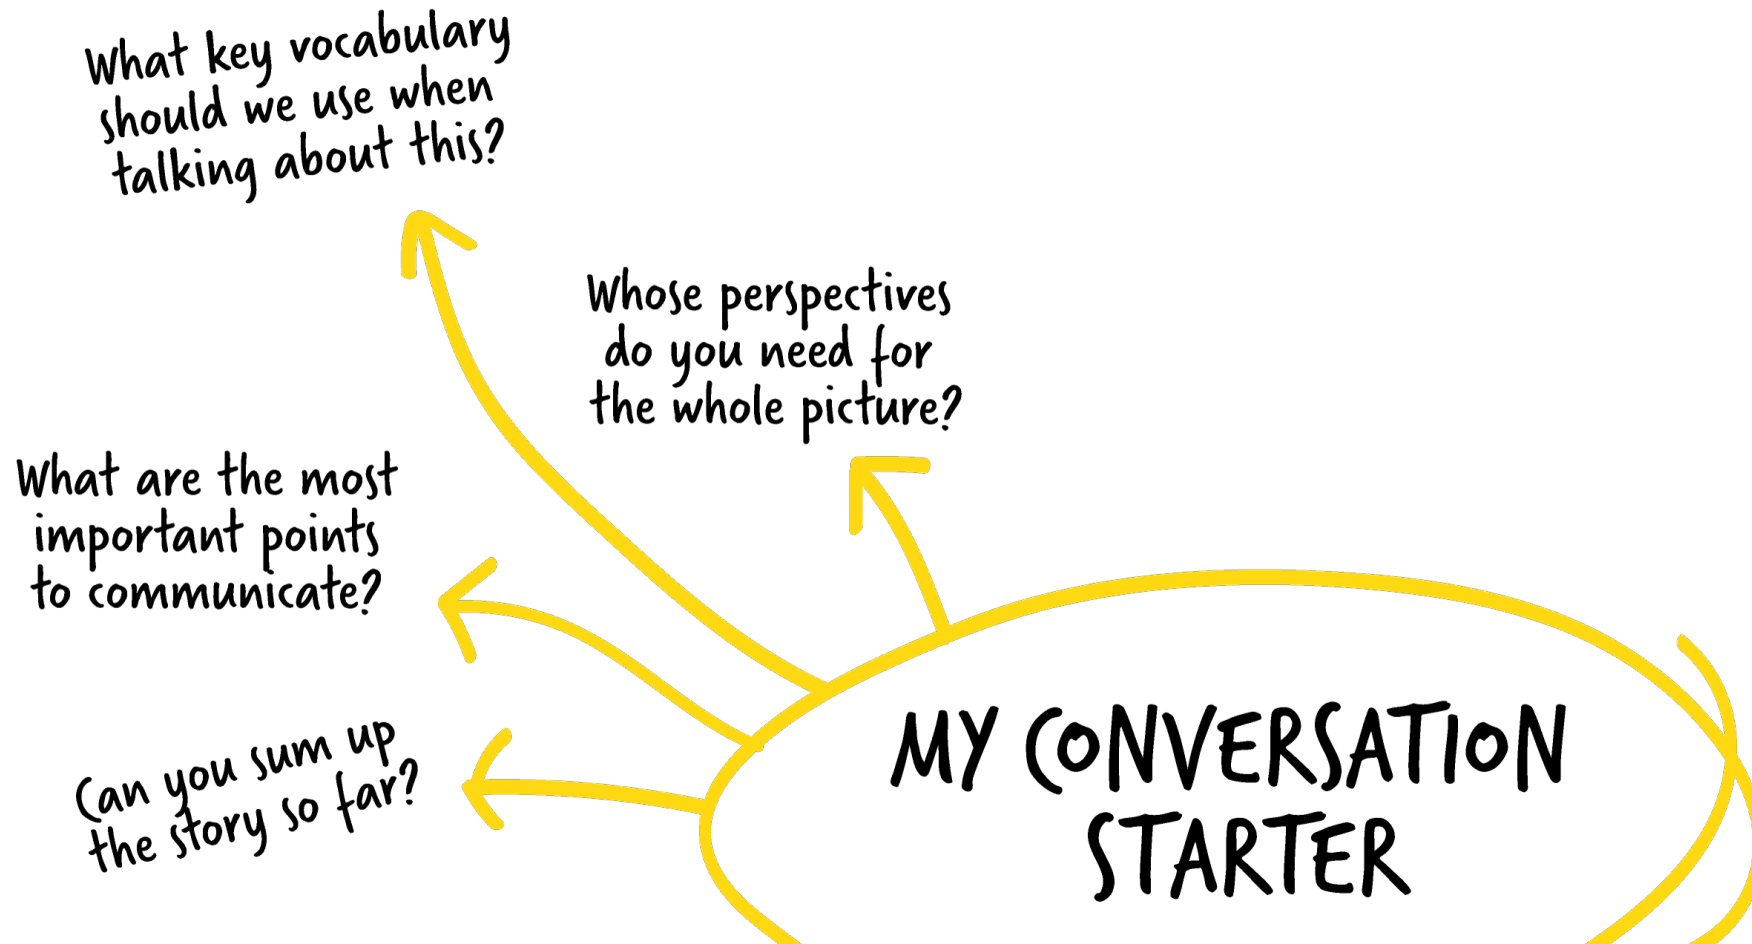 What key vocabulary
should we use when
talking about this?
Whose perspectives
do you need for
the whole picture?
What are the most
important points
to communicate?
Can you sum up
the story so far?
MY CONVERSATION
STARTER